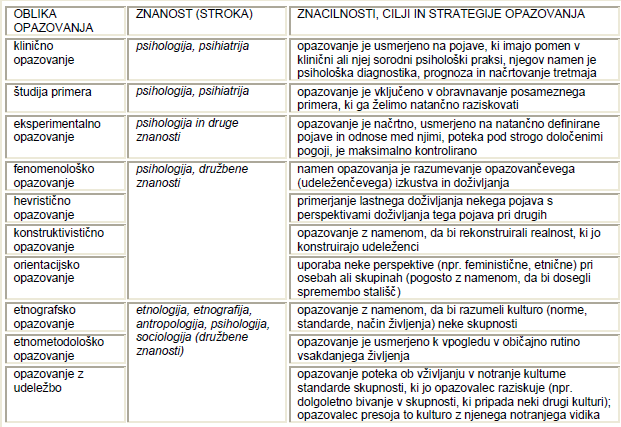 OBLIKA OPAZOVANJA
ZNANOST (STROKA)
ZNACILNOSTI, CILJI IN STRATEGIJE OPAZOVANJA
klinično
opazovanje
psihologija, psihiatrija
opazovanje je usmerjeno na pojave, ki imajo pomen v
klinični ali njej sorodni psihološki praksi, njegov namen je
psihološka diagnostika, prognoza in načrtovanje tretmaja
študija primera
psihologija, psihiatrija
opazovanje je vključeno v obravnavanje posameznega
primera, ki ga želimo natančno raziskovati
eksperimentalno
opazovanje
psihologija in druge
znanosti
opazovanje je načrtno, usmerjeno na natančno definirane
pojave in odnose med njimi, poteka pod strogo določenimi
pogoji, je maksimalno kontrolirano
fenomenološko
opazovanje
psihologija, družbene
znanosti
namen opazovanja je razumevanje opazovančevega
(udeleženčevega) izkustva in doživljanja
hevristično
opazovanje
primerjanje lastnega doživljanja nekega pojava s
perspektivami doživljanja tega pojava pri drugih
konstruktivistično
opazovanje
opazovanje z namenom, da bi rekonstruirali realnost, ki jo
konstruirajo udeleženci
orientacijsko
opazovanje
uporaba neke perspektive (npr. feministične, etnične) pri
osebah ali skupinah (pogosto z namenom, da bi dosegli
spremembo stališč)
etnografsko
opazovanje
etnologija, etnografija,
antropologija, psihologija,
sociologija (družbene
znanosti)
opazovanje z namenom, da bi razumeli kulturo (norme,
standarde, način življenja) neke skupnosti
etnometodološko
opazovanje
opazovanje je usmerjeno k vpogledu v običajno rutino
vsakdanjega življenja
opazovanje z
udeležbo
opazovanje poteka ob vživljanju v notranje kulturne
standarde skupnosti, ki jo opazovalec raziskuje (npr.
dolgoletno bivanje v skupnosti, ki pripada neki drugi kulturi);
opazovalec presoja to kulturo z njenega notranjega vidika